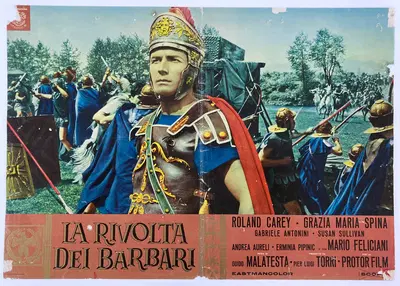 LA RIVOLTA
DEI BARBARI
ROLAND CAREY · GRAZIA MARIA SPINA
GABRIELE ANTONINI · SUSAN SULLIVAN
ANDREA AURELI · ERMINIA PIPINIC · MARIO FELICIANI
GUIDO MALATESTA · PIER LUIGI TORRI · PROTOR FILM
EASTMANCOLOR